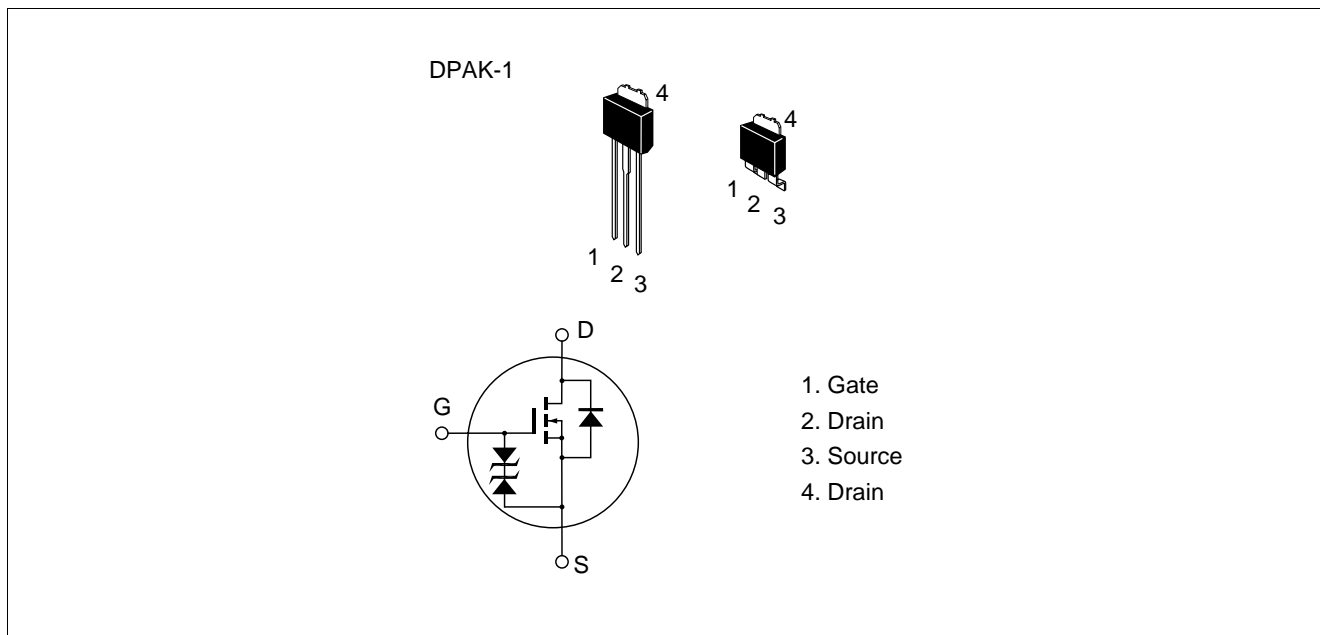 DPAK-1
4
4
1
2
3
1
2
3
D
G
S
1. Gate
2. Drain
3. Source
4. Drain